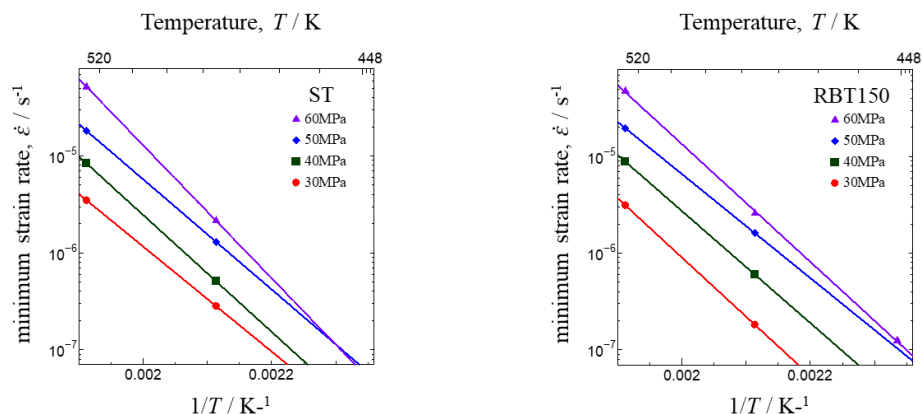 Temperature, T / K
520 448
ST
60MPa
50MPa
40MPa
30MPa
10⁻⁵
10⁻⁶
10⁻⁷
minimum strain rate, ε̇ / s⁻¹
0.002 0.0022
1/T / K-¹
Temperature, T / K
520 448
RBT150
60MPa
50MPa
40MPa
30MPa
10⁻⁵
10⁻⁶
10⁻⁷
minimum strain rate, ε̇ / s⁻¹
0.002 0.0022
1/T / K-¹